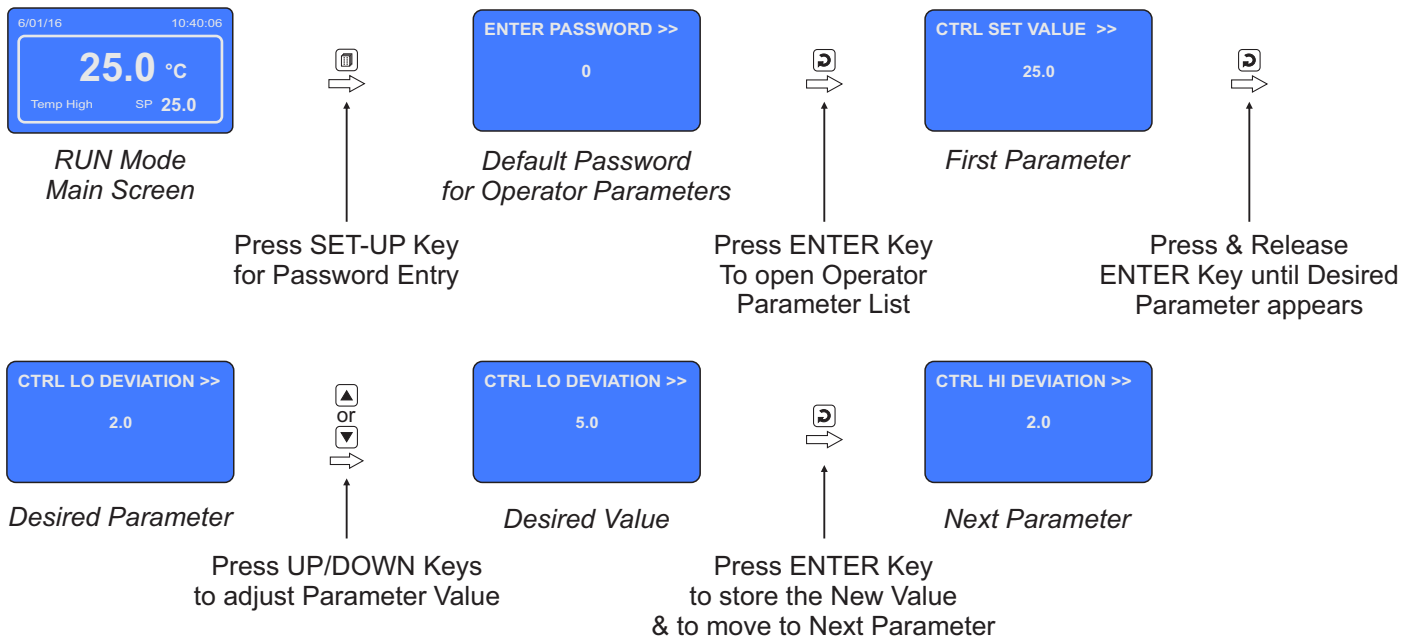 6/01/16 10:40:06
25.0 °C
Temp High SP 25.0
RUN Mode
Main Screen
Press SET-UP Key
for Password Entry
ENTER PASSWORD >>
0
Default Password
for Operator Parameters
Press ENTER Key
To open Operator
Parameter List
CTRL SET VALUE >>
25.0
First Parameter
Press & Release
ENTER Key until Desired
Parameter appears
CTRL LO DEVIATION >>
2.0
Desired Parameter
or
Press UP/DOWN Keys
to adjust Parameter Value
CTRL LO DEVIATION >>
5.0
Desired Value
Press ENTER Key
to store the New Value
& to move to Next Parameter
CTRL HI DEVIATION >>
2.0
Next Parameter